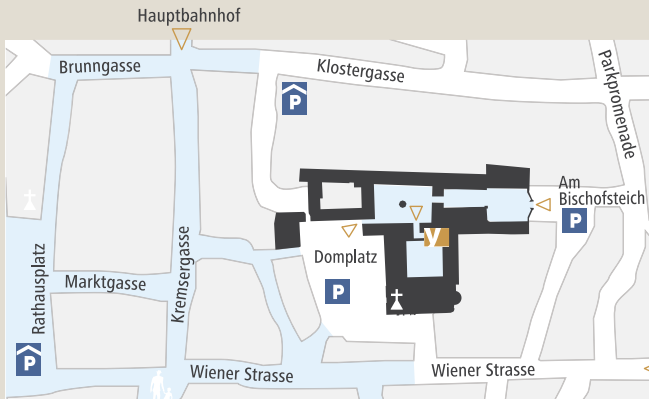 Hauptbahnhof
Brunngasse
Klostergasse
Parkpromenade
P
Am
Bischofsteich
P
y
Domplatz
P
Kremsergasse
Rathausplatz
Marktgasse
P
Wiener Strasse
Wiener Strasse